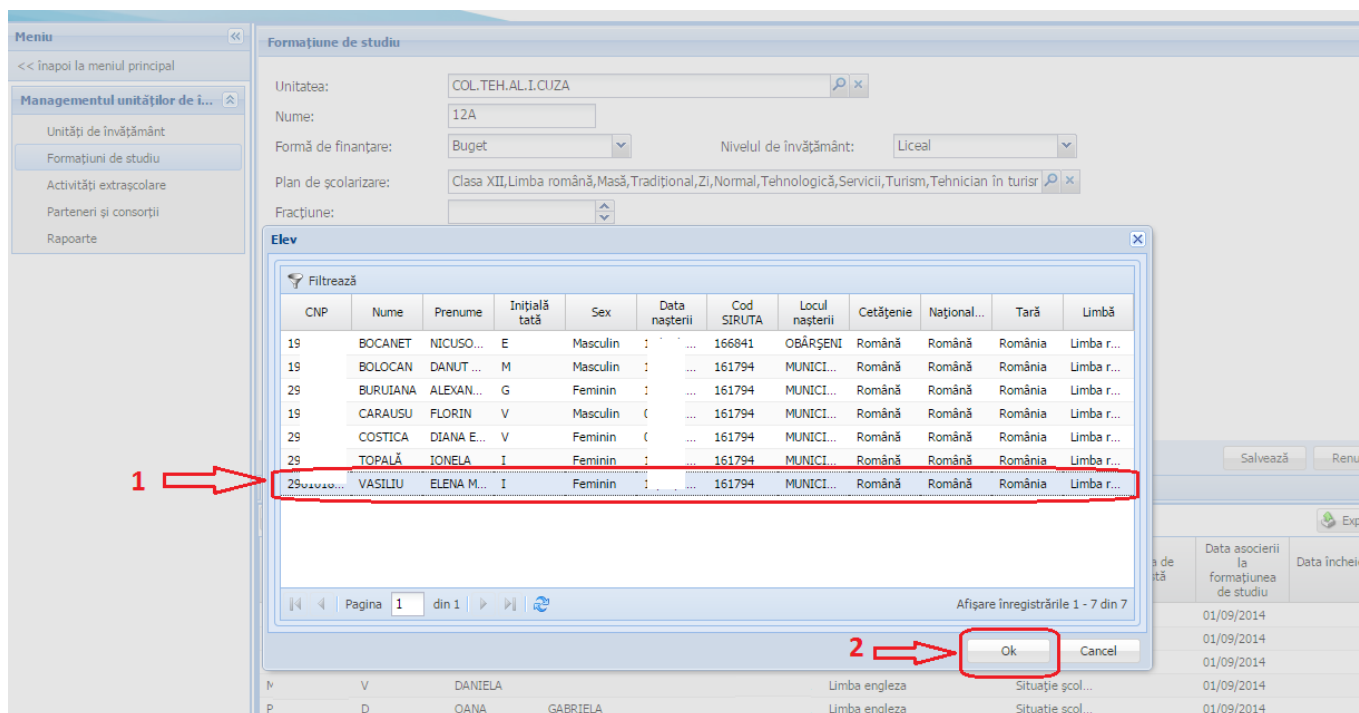 Meniu
<< înapoi la meniul principal
Managementul unităților de î...
Unități de învățământ
Formațiuni de studiu
Activități extrașcolare
Parteneri și consorții
Rapoarte
Formațiune de studiu
Unitatea: COL.TEH.AL.I.CUZA
Nume: 12A
Formă de finanțare: Buget Nivelul de învățământ: Liceal
Plan de școlarizare: Clasa XII,Limba română,Masă,Tradițional,Zi,Normal,Tehnologică,Servicii,Turism,Tehnician în turisr
Fracțiune:
Elev
Filtrează
CNP Nume Prenume Inițială tată Sex Data nașterii Cod SIRUTA Locul nașterii Cetățenie Național... Tară Limbă
19 BOCANET NICUSO... E Masculin 1 ... 166841 OBÂRȘENI Română Română România Limba r...
19 BOLOCAN DANUT ... M Masculin 1 ... 161794 MUNICI... Română Română România Limba r...
29 BURUIANA ALEXAN... G Feminin 1 ... 161794 MUNICI... Română Română România Limba r...
19 CARAUSU FLORIN V Masculin 0 ... 161794 MUNICI... Română Română România Limba r...
29 COSTICA DIANA E... V Feminin 0 ... 161794 MUNICI... Română Română România Limba r...
29 TOPALĂ IONELA I Feminin 1 ... 161794 MUNICI... Română Română România Limba r...
2901018... VASILIU ELENA M... I Feminin 1 ... 161794 MUNICI... Română Română România Limba r...
1
Pagina 1 din 1 Afișare înregistrările 1 - 7 din 7
2 Ok Cancel
Salvează Renu
Exp
Data asocierii la formațiunea de studiu Data încheie
01/09/2014
01/09/2014
01/09/2014
V DANIELA Limba engleza Situație școl... 01/09/2014
P D OANA GABRIELA Limba engleza Situație școl... 01/09/2014